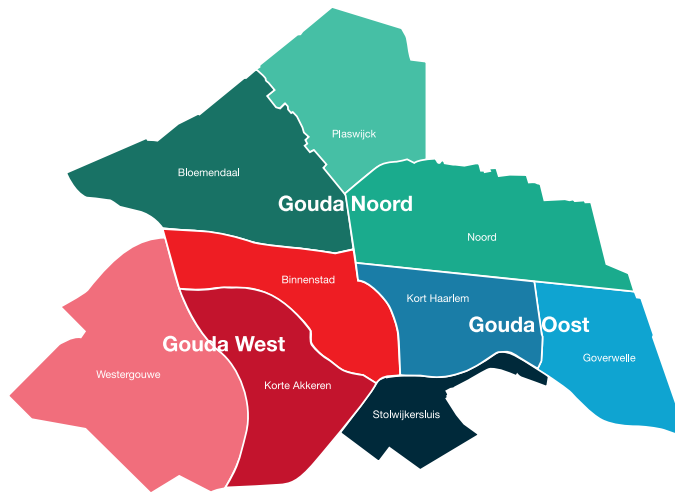 Plaswijck
Bloemendaal
Gouda Noord
Noord
Binnenstad
Kort Haarlem
Gouda Oost
Gouda West
Goverwelle
Westergouwe
Korte Akkeren
Stolwijkersluis